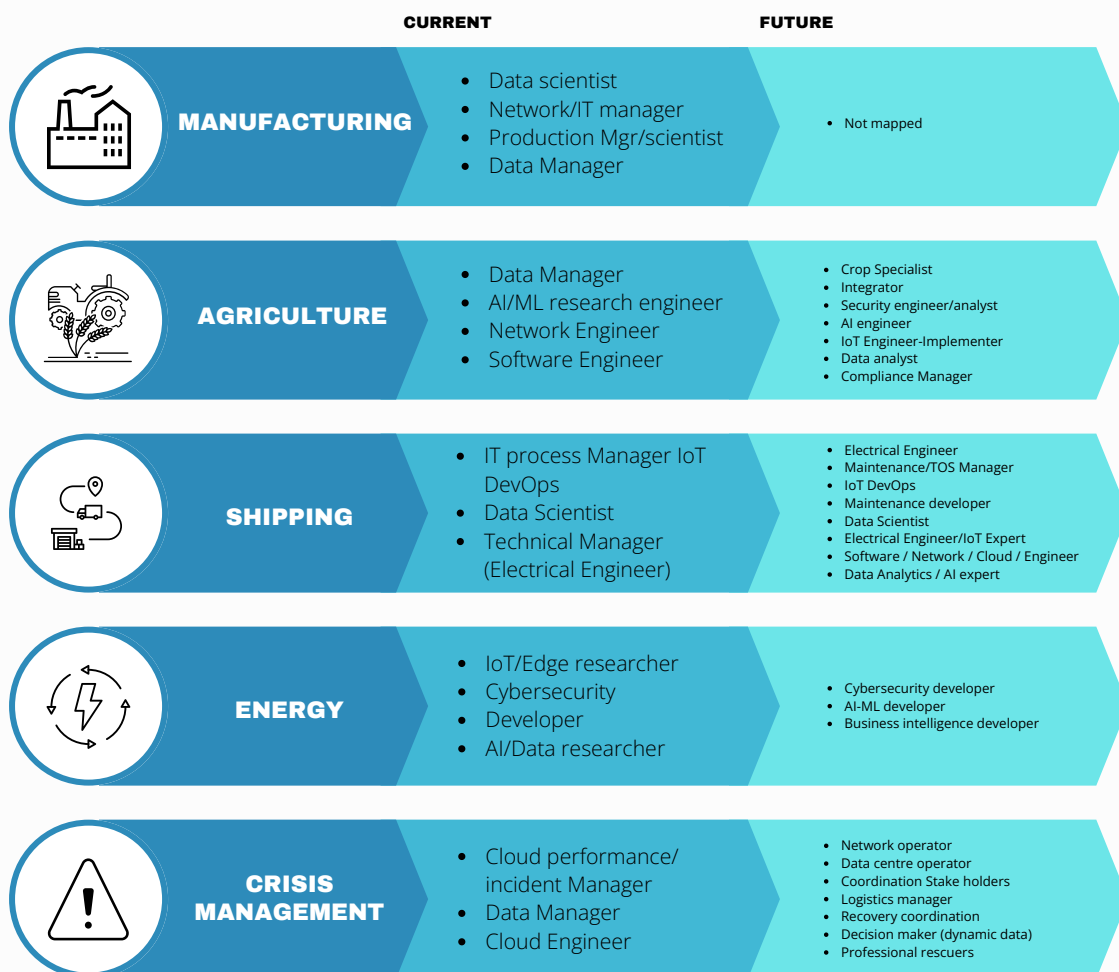 CURRENT
FUTURE
MANUFACTURING
• Data scientist
• Network/IT manager
• Production Mgr/scientist
• Data Manager
• Not mapped
AGRICULTURE
• Data Manager
• AI/ML research engineer
• Network Engineer
• Software Engineer
• Crop Specialist
• Integrator
• Security engineer/analyst
• AI engineer
• IoT Engineer-Implementer
• Data analyst
• Compliance Manager
SHIPPING
• IT process Manager IoT
DevOps
• Data Scientist
• Technical Manager
(Electrical Engineer)
• Electrical Engineer
• Maintenance/TOS Manager
• IoT DevOps
• Maintenance developer
• Data Scientist
• Electrical Engineer/IoT Expert
• Software / Network / Cloud / Engineer
• Data Analytics / AI expert
ENERGY
• IoT/Edge researcher
• Cybersecurity
• Developer
• AI/Data researcher
• Cybersecurity developer
• AI-ML developer
• Business intelligence developer
CRISIS
MANAGEMENT
• Cloud performance/
incident Manager
• Data Manager
• Cloud Engineer
• Network operator
• Data centre operator
• Coordination Stake holders
• Logistics manager
• Recovery coordination
• Decision maker (dynamic data)
• Professional rescuers